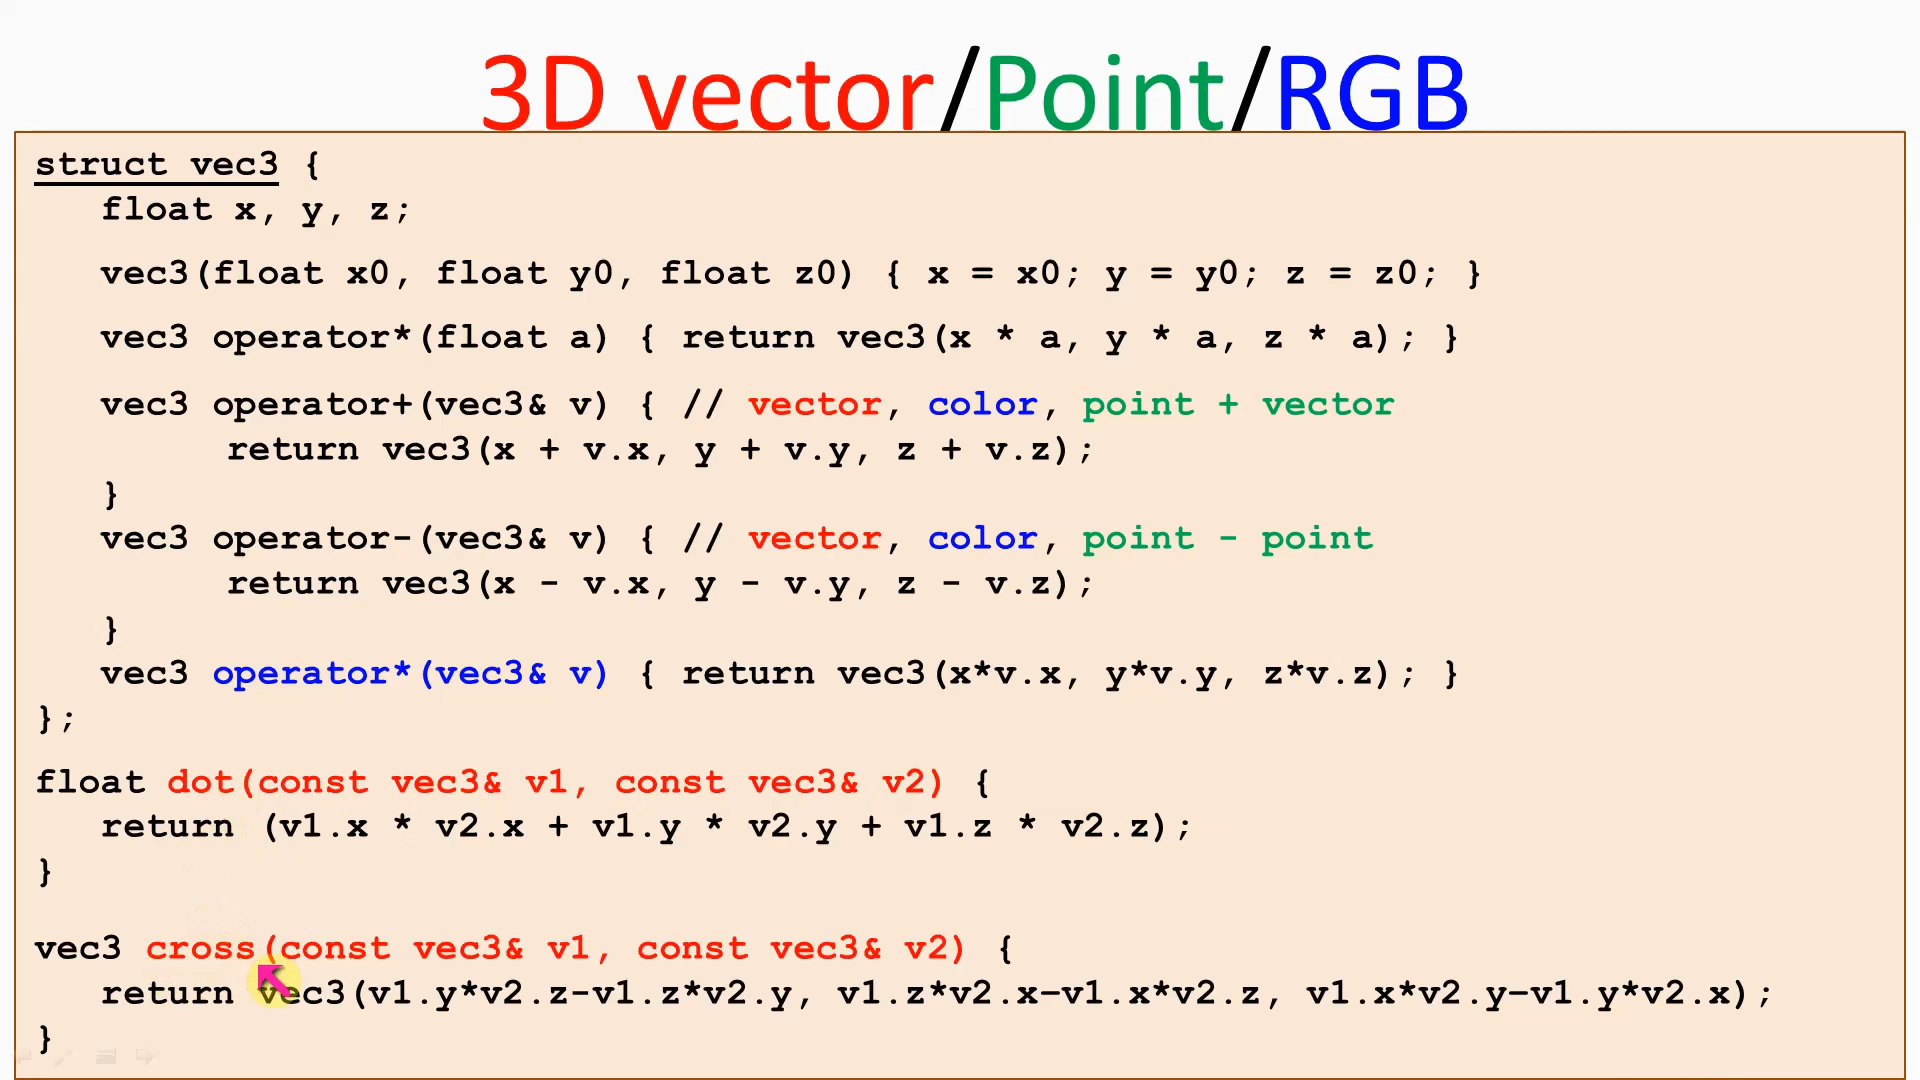 3D vector/Point/RGB
struct vec3 {
float x, y, z;
vec3(float x0, float y0, float z0) { x = x0; y = y0; z = z0; }
vec3 operator*(float a) { return vec3(x * a, y * a, z * a); }
vec3 operator+(vec3& v) { // vector, color, point + vector
return vec3(x + v.x, y + v.y, z + v.z);
}
vec3 operator-(vec3& v) { // vector, color, point - point
return vec3(x - v.x, y - v.y, z - v.z);
}
vec3 operator*(vec3& v) { return vec3(x*v.x, y*v.y, z*v.z); }
};
float dot(const vec3& v1, const vec3& v2) {
return (v1.x * v2.x + v1.y * v2.y + v1.z * v2.z);
}
vec3 cross(const vec3& v1, const vec3& v2) {
return vec3(v1.y*v2.z-v1.z*v2.y, v1.z*v2.x–v1.x*v2.z, v1.x*v2.y–v1.y*v2.x);
}